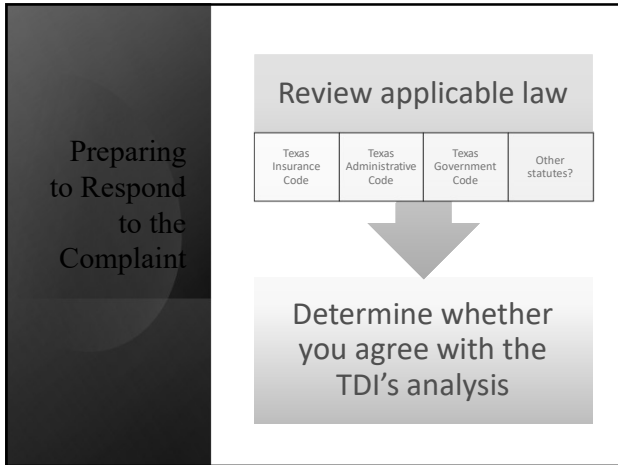 Preparing
to Respond
to the
Complaint
Review applicable law
Texas
Insurance
Code
Texas
Administrative
Code
Texas
Government
Code
Other
statutes?
Determine whether
you agree with the
TDI’s analysis